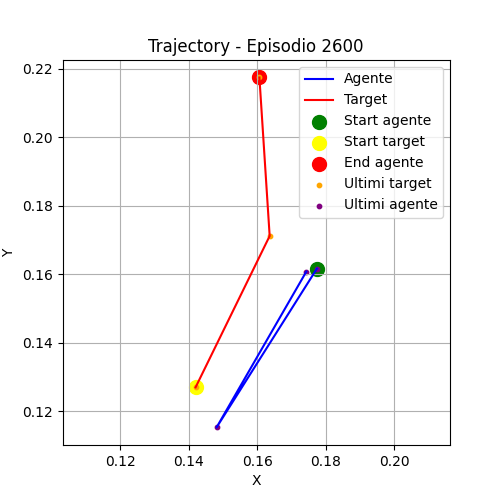 Trajectory - Episodio 2600
Agente
Target
Start agente
Start target
End agente
Ultimi target
Ultimi agente
0.22
0.20
0.18
0.16
0.14
0.12
Y
0.12
0.14
0.16
0.18
0.20
X